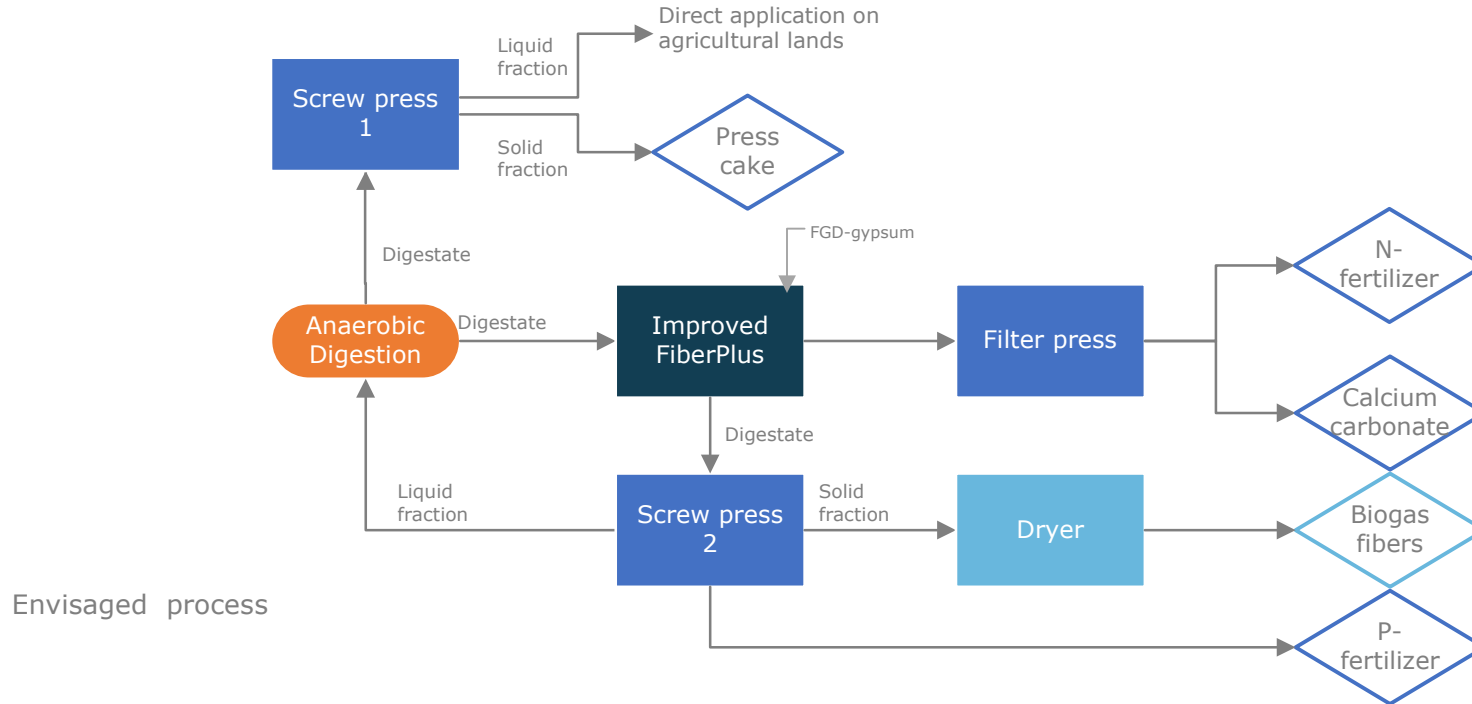 Direct application on
agricultural lands
Liquid
fraction
Screw press
1
Solid
fraction
Press
cake
Digestate
FGD-gypsum
N-
fertilizer
Anaerobic
Digestion
Digestate
Improved
FiberPlus
Filter press
Calcium
carbonate
Digestate
Liquid
fraction
Screw press
2
Solid
fraction
Dryer
Biogas
fibers
Envisaged process
P-
fertilizer